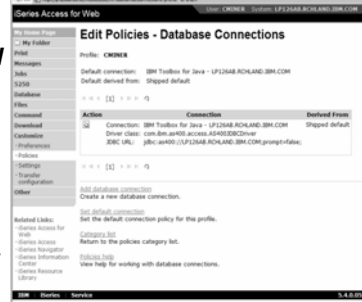 iSeries Access for Web
User: CMINER System: LP126AB.RCHLAND.IBM.COM
My Home Page
My Folder
Print
Messages
Jobs
5250
Database
Files
Command
Download
Customize
-Preferences
-Policies
-Settings
-Transfer configuration
Other
Related Links:
-iSeries Access for Web
-iSeries Access
-iSeries Navigator
-iSeries Information Center
-iSeries Resource Library
Edit Policies - Database Connections
Profile: CMINER
Default connection: IBM Toolbox for Java - LP126AB.RCHLAND.IBM.COM
Default derived from: Shipped default
[1]
Action Connection Derived From
Connection: IBM Toolbox for Java - LP126AB.RCHLAND.IBM.COM Shipped default
Driver class: com.ibm.as400.access.AS400JDBCDriver
JDBC URL: jdbc:as400://LP126AB.RCHLAND.IBM.COM;prompt=false;
[1]
Add database connection
Create a new database connection.
Set default connection
Set the default connection policy for this profile.
Category list
Return to the policies category list.
Policies help
View help for working with database connections.
IBM iSeries Service